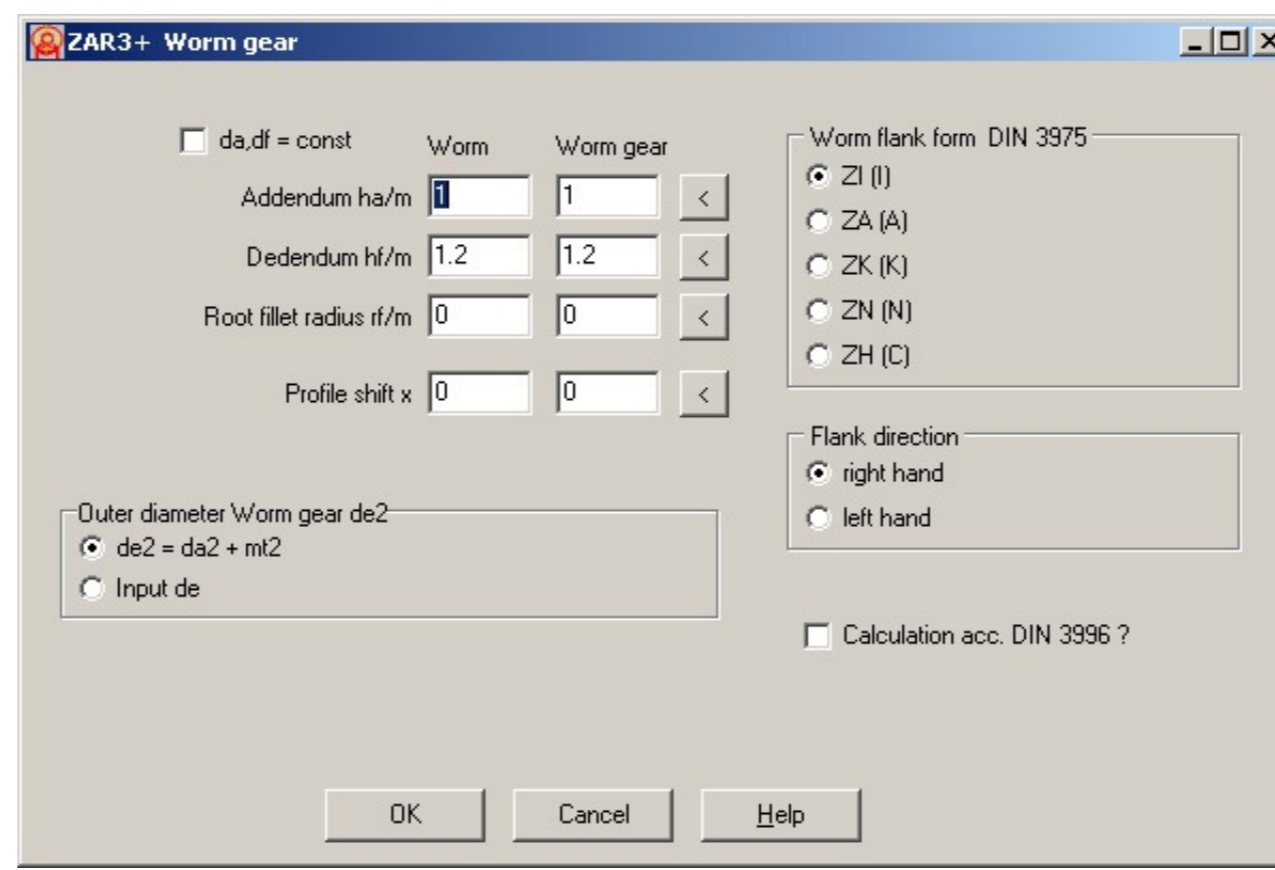 ZAR3+ Worm gear
da,df = const
Worm
Worm gear
Addendum ha/m
1
1
<
Dedendum hf/m
1.2
1.2
<
Root fillet radius rf/m
0
0
<
Profile shift x
0
0
<
Worm flank form DIN 3975
ZI (I)
ZA (A)
ZK (K)
ZN (N)
ZH (C)
Flank direction
right hand
left hand
Outer diameter Worm gear de2
de2 = da2 + mt2
Input de
Calculation acc. DIN 3996 ?
OK
Cancel
Help